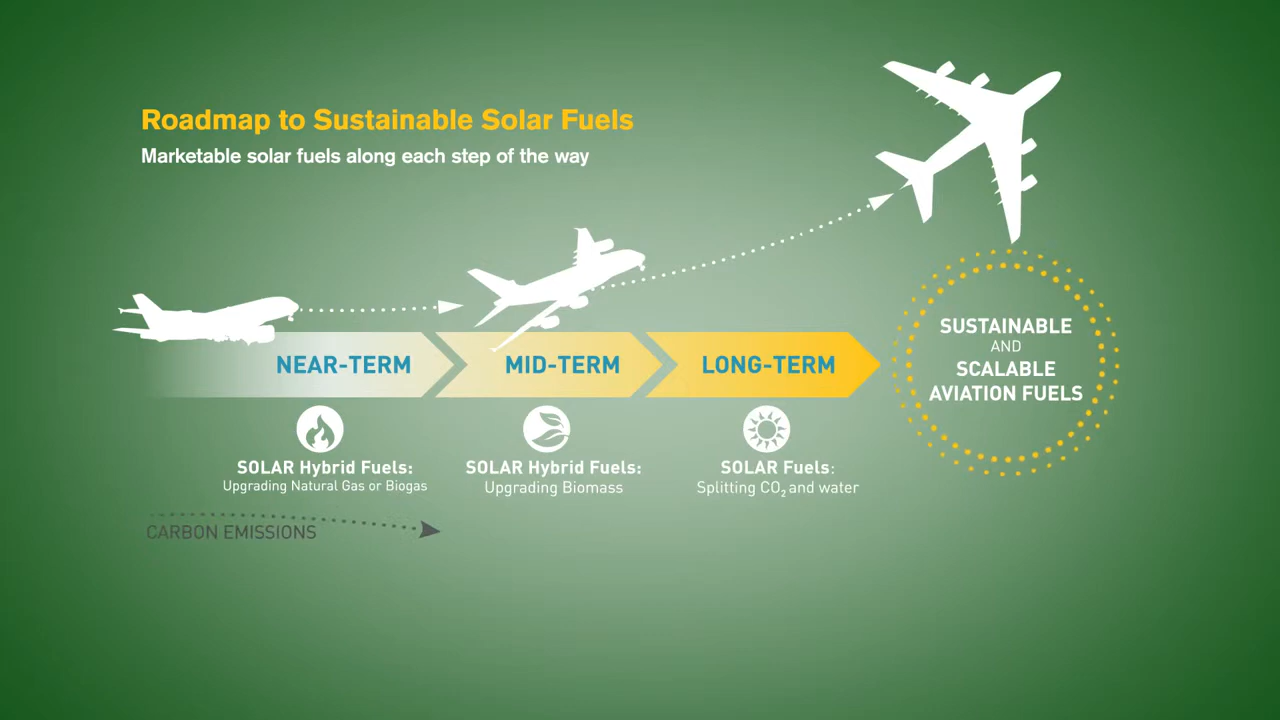 Roadmap to Sustainable Solar Fuels
Marketable solar fuels along each step of the way
NEAR-TERM
MID-TERM
LONG-TERM
SUSTAINABLE
AND
SCALABLE
AVIATION FUELS
SOLAR Hybrid Fuels:
Upgrading Natural Gas or Biogas
SOLAR Hybrid Fuels:
Upgrading Biomass
SOLAR Fuels:
Splitting CO₂ and water
CARBON EMISSIONS